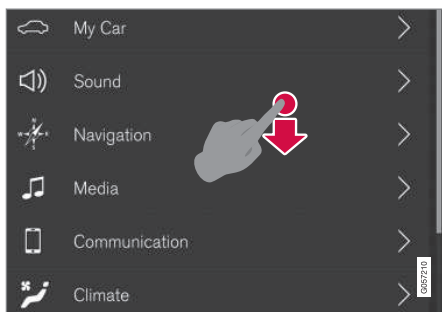 My Car
Sound
Navigation
Media
Communication
Climate
G057210